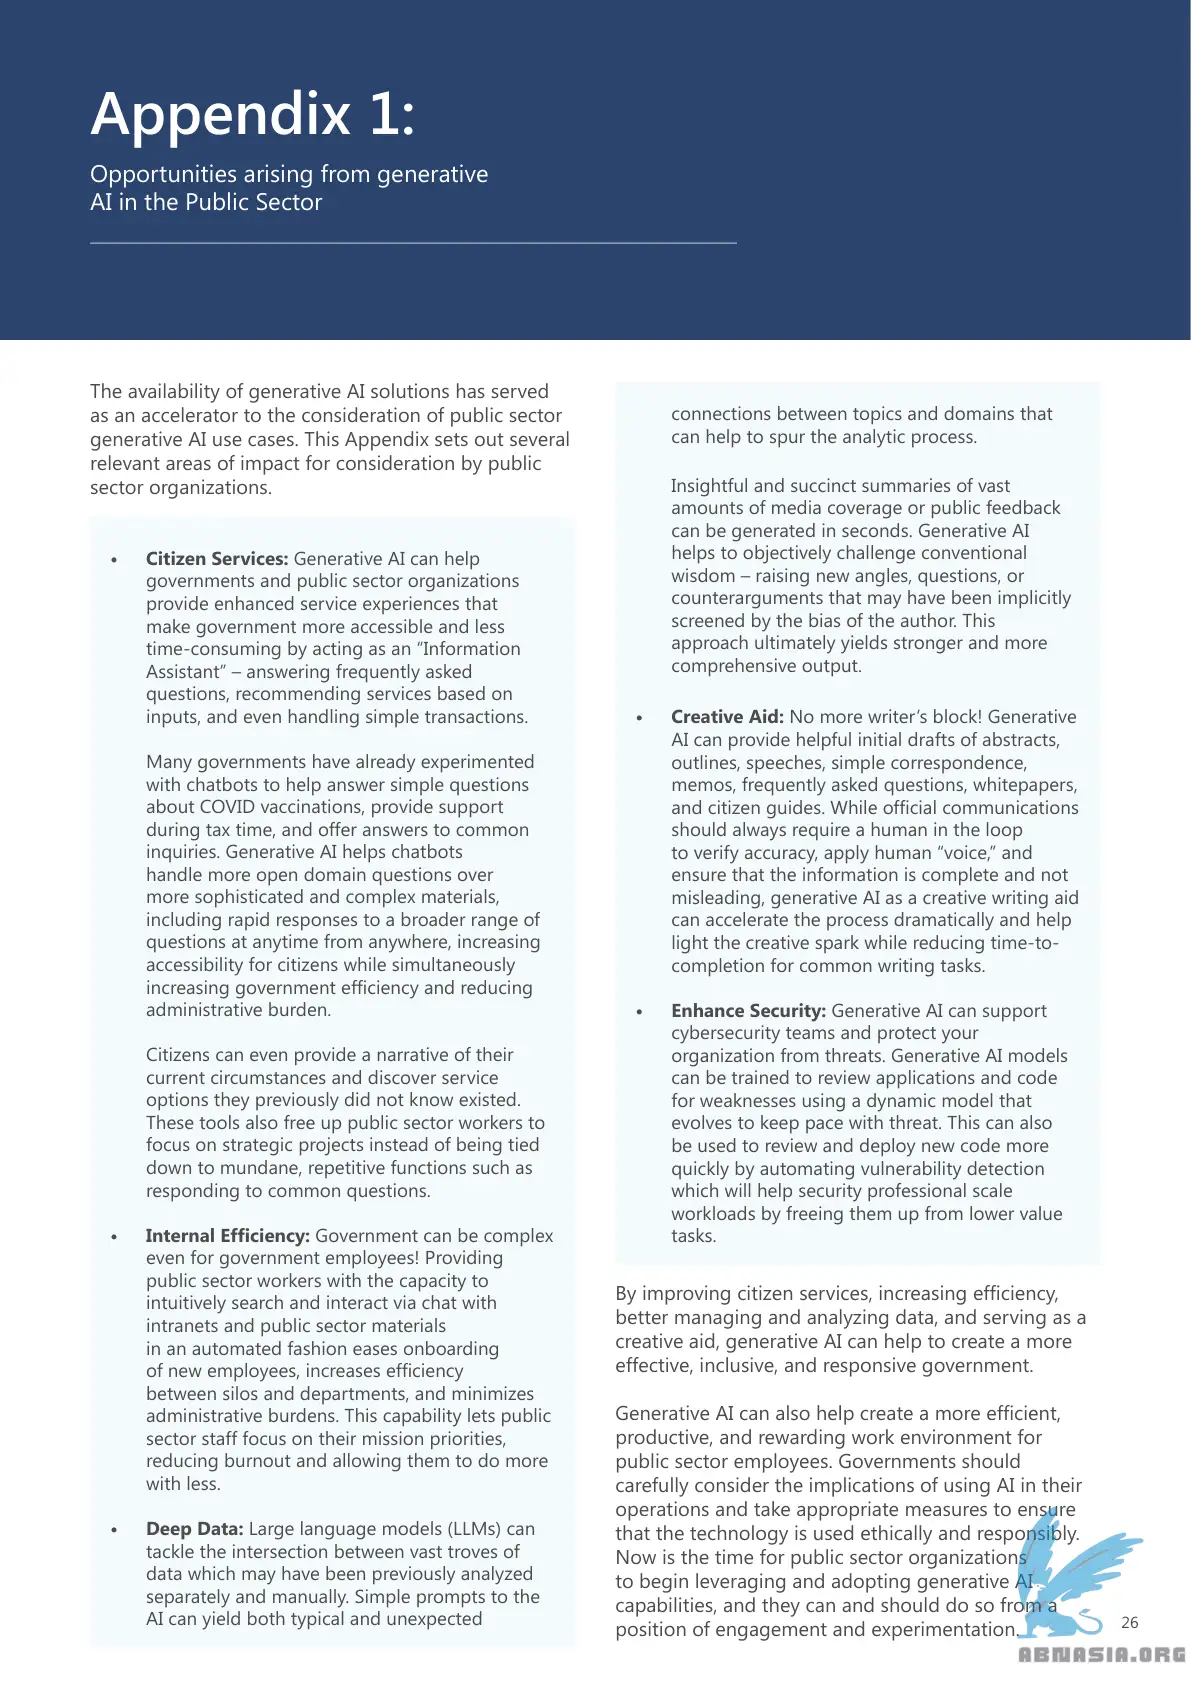 Appendix 1:
Opportunities arising from generative
AI in the Public Sector
The availability of generative AI solutions has served
as an accelerator to the consideration of public sector
generative AI use cases. This Appendix sets out several
relevant areas of impact for consideration by public
sector organizations.
• Citizen Services: Generative AI can help
governments and public sector organizations
provide enhanced service experiences that
make government more accessible and less
time-consuming by acting as an “Information
Assistant” – answering frequently asked
questions, recommending services based on
inputs, and even handling simple transactions.
Many governments have already experimented
with chatbots to help answer simple questions
about COVID vaccinations, provide support
during tax time, and offer answers to common
inquiries. Generative AI helps chatbots
handle more open domain questions over
more sophisticated and complex materials,
including rapid responses to a broader range of
questions at anytime from anywhere, increasing
accessibility for citizens while simultaneously
increasing government efficiency and reducing
administrative burden.
Citizens can even provide a narrative of their
current circumstances and discover service
options they previously did not know existed.
These tools also free up public sector workers to
focus on strategic projects instead of being tied
down to mundane, repetitive functions such as
responding to common questions.
• Internal Efficiency: Government can be complex
even for government employees! Providing
public sector workers with the capacity to
intuitively search and interact via chat with
intranets and public sector materials
in an automated fashion eases onboarding
of new employees, increases efficiency
between silos and departments, and minimizes
administrative burdens. This capability lets public
sector staff focus on their mission priorities,
reducing burnout and allowing them to do more
with less.
• Deep Data: Large language models (LLMs) can
tackle the intersection between vast troves of
data which may have been previously analyzed
separately and manually. Simple prompts to the
AI can yield both typical and unexpected
connections between topics and domains that
can help to spur the analytic process.
Insightful and succinct summaries of vast
amounts of media coverage or public feedback
can be generated in seconds. Generative AI
helps to objectively challenge conventional
wisdom – raising new angles, questions, or
counterarguments that may have been implicitly
screened by the bias of the author. This
approach ultimately yields stronger and more
comprehensive output.
• Creative Aid: No more writer’s block! Generative
AI can provide helpful initial drafts of abstracts,
outlines, speeches, simple correspondence,
memos, frequently asked questions, whitepapers,
and citizen guides. While official communications
should always require a human in the loop
to verify accuracy, apply human “voice,” and
ensure that the information is complete and not
misleading, generative AI as a creative writing aid
can accelerate the process dramatically and help
light the creative spark while reducing time-to-
completion for common writing tasks.
• Enhance Security: Generative AI can support
cybersecurity teams and protect your
organization from threats. Generative AI models
can be trained to review applications and code
for weaknesses using a dynamic model that
evolves to keep pace with threat. This can also
be used to review and deploy new code more
quickly by automating vulnerability detection
which will help security professional scale
workloads by freeing them up from lower value
tasks.
By improving citizen services, increasing efficiency,
better managing and analyzing data, and serving as a
creative aid, generative AI can help to create a more
effective, inclusive, and responsive government.
Generative AI can also help create a more efficient,
productive, and rewarding work environment for
public sector employees. Governments should
carefully consider the implications of using AI in their
operations and take appropriate measures to ensure
that the technology is used ethically and responsibly.
Now is the time for public sector organizations
to begin leveraging and adopting generative AI
capabilities, and they can and should do so from a
position of engagement and experimentation.
26
ABNASIA.ORG